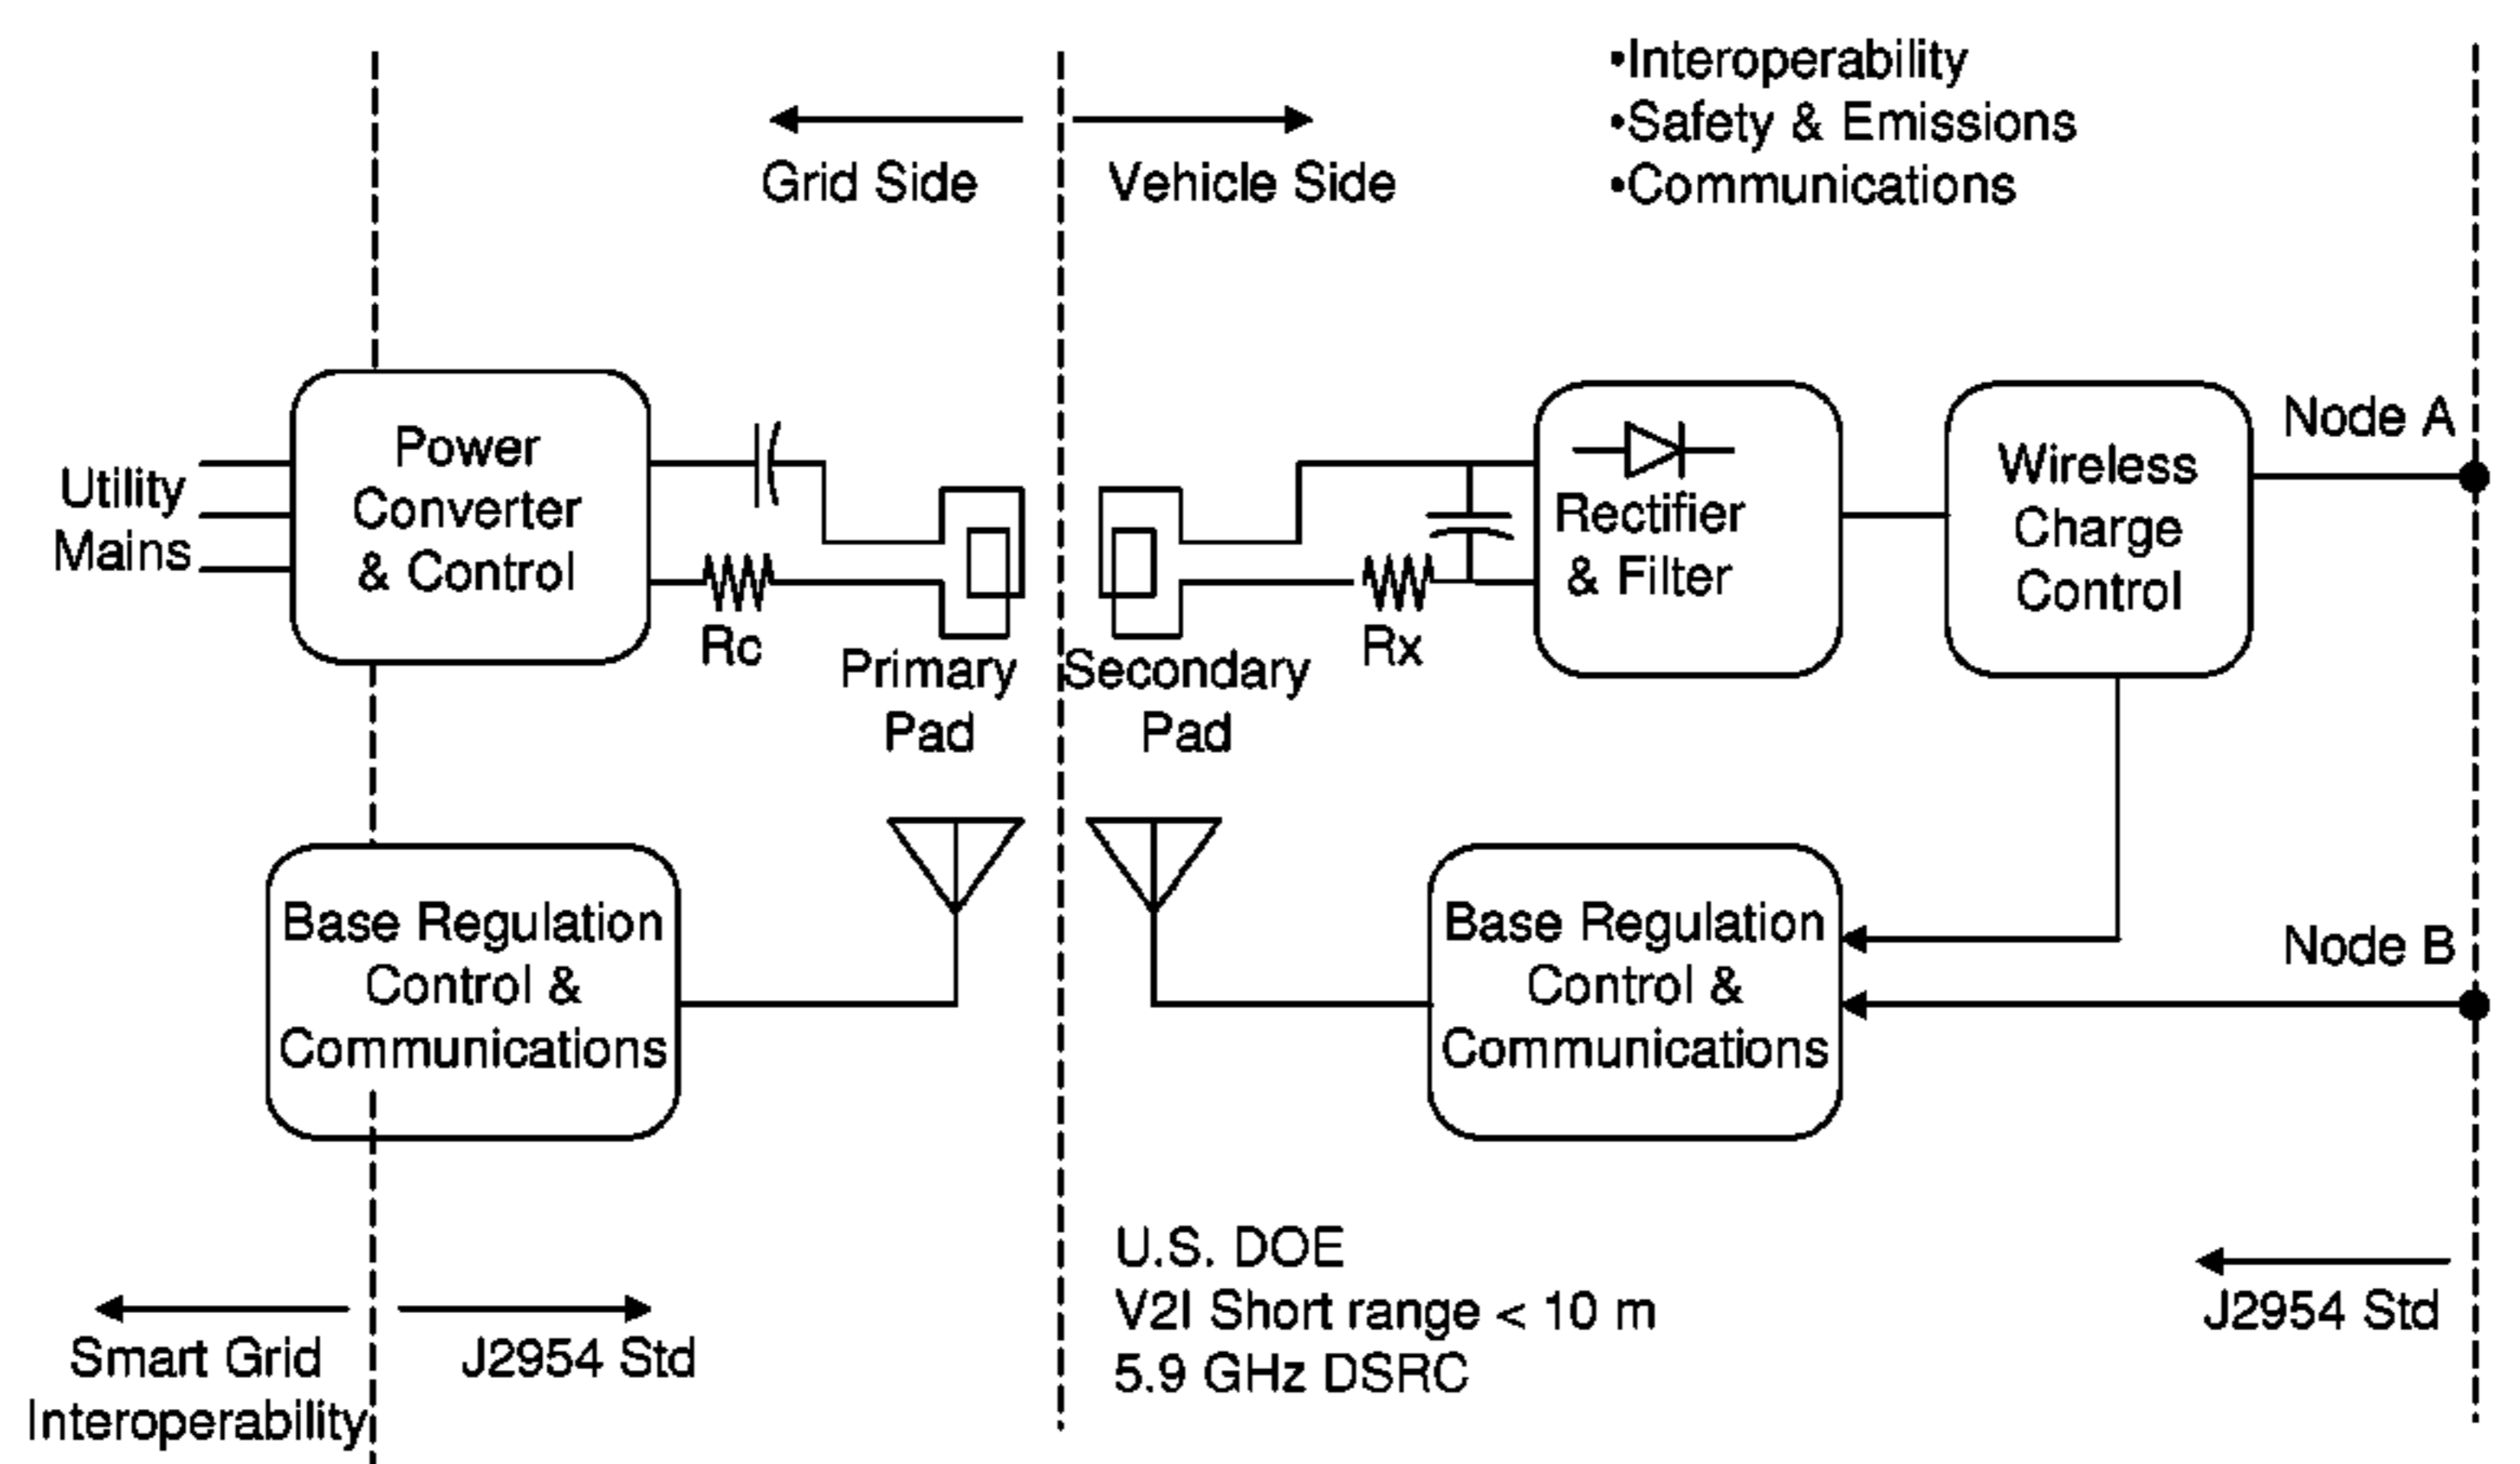 •Interoperability
•Safety & Emissions
•Communications
Grid Side
Vehicle Side
Utility
Mains
Power
Converter
& Control
Rc
Primary
Pad
Secondary
Pad
Rx
Rectifier
& Filter
Wireless
Charge
Control
Node A
Base Regulation
Control &
Communications
Base Regulation
Control &
Communications
Node B
Smart Grid
Interoperability
J2954 Std
U.S. DOE
V2I Short range < 10 m
5.9 GHz DSRC
J2954 Std